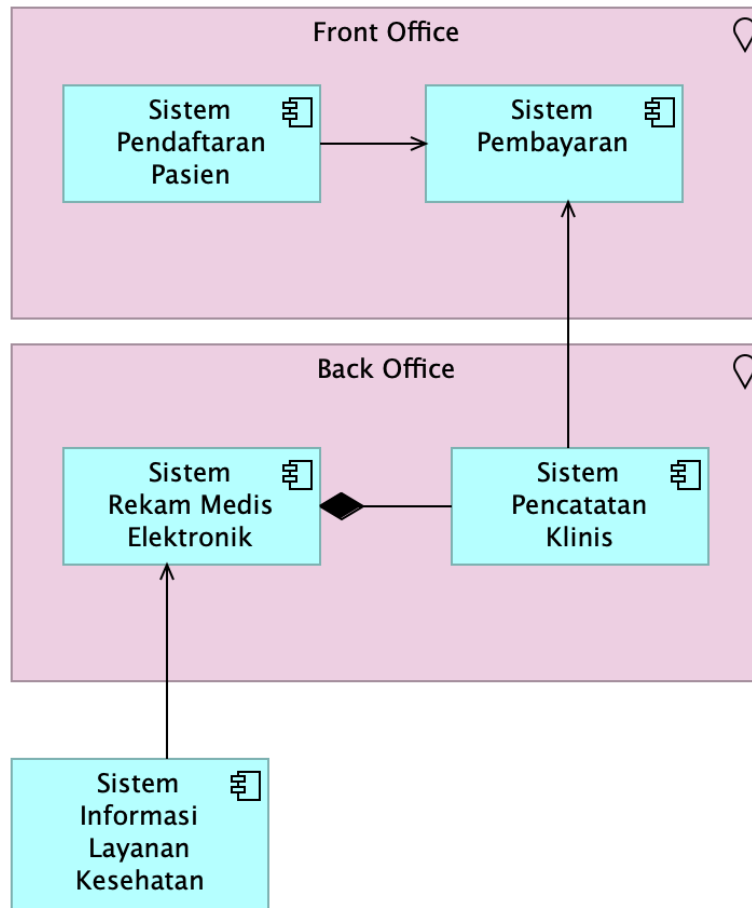 Front Office
Sistem
Pendaftaran
Pasien
Sistem
Pembayaran
Back Office
Sistem
Rekam Medis
Elektronik
Sistem
Pencatatan
Klinis
Sistem
Informasi
Layanan
Kesehatan